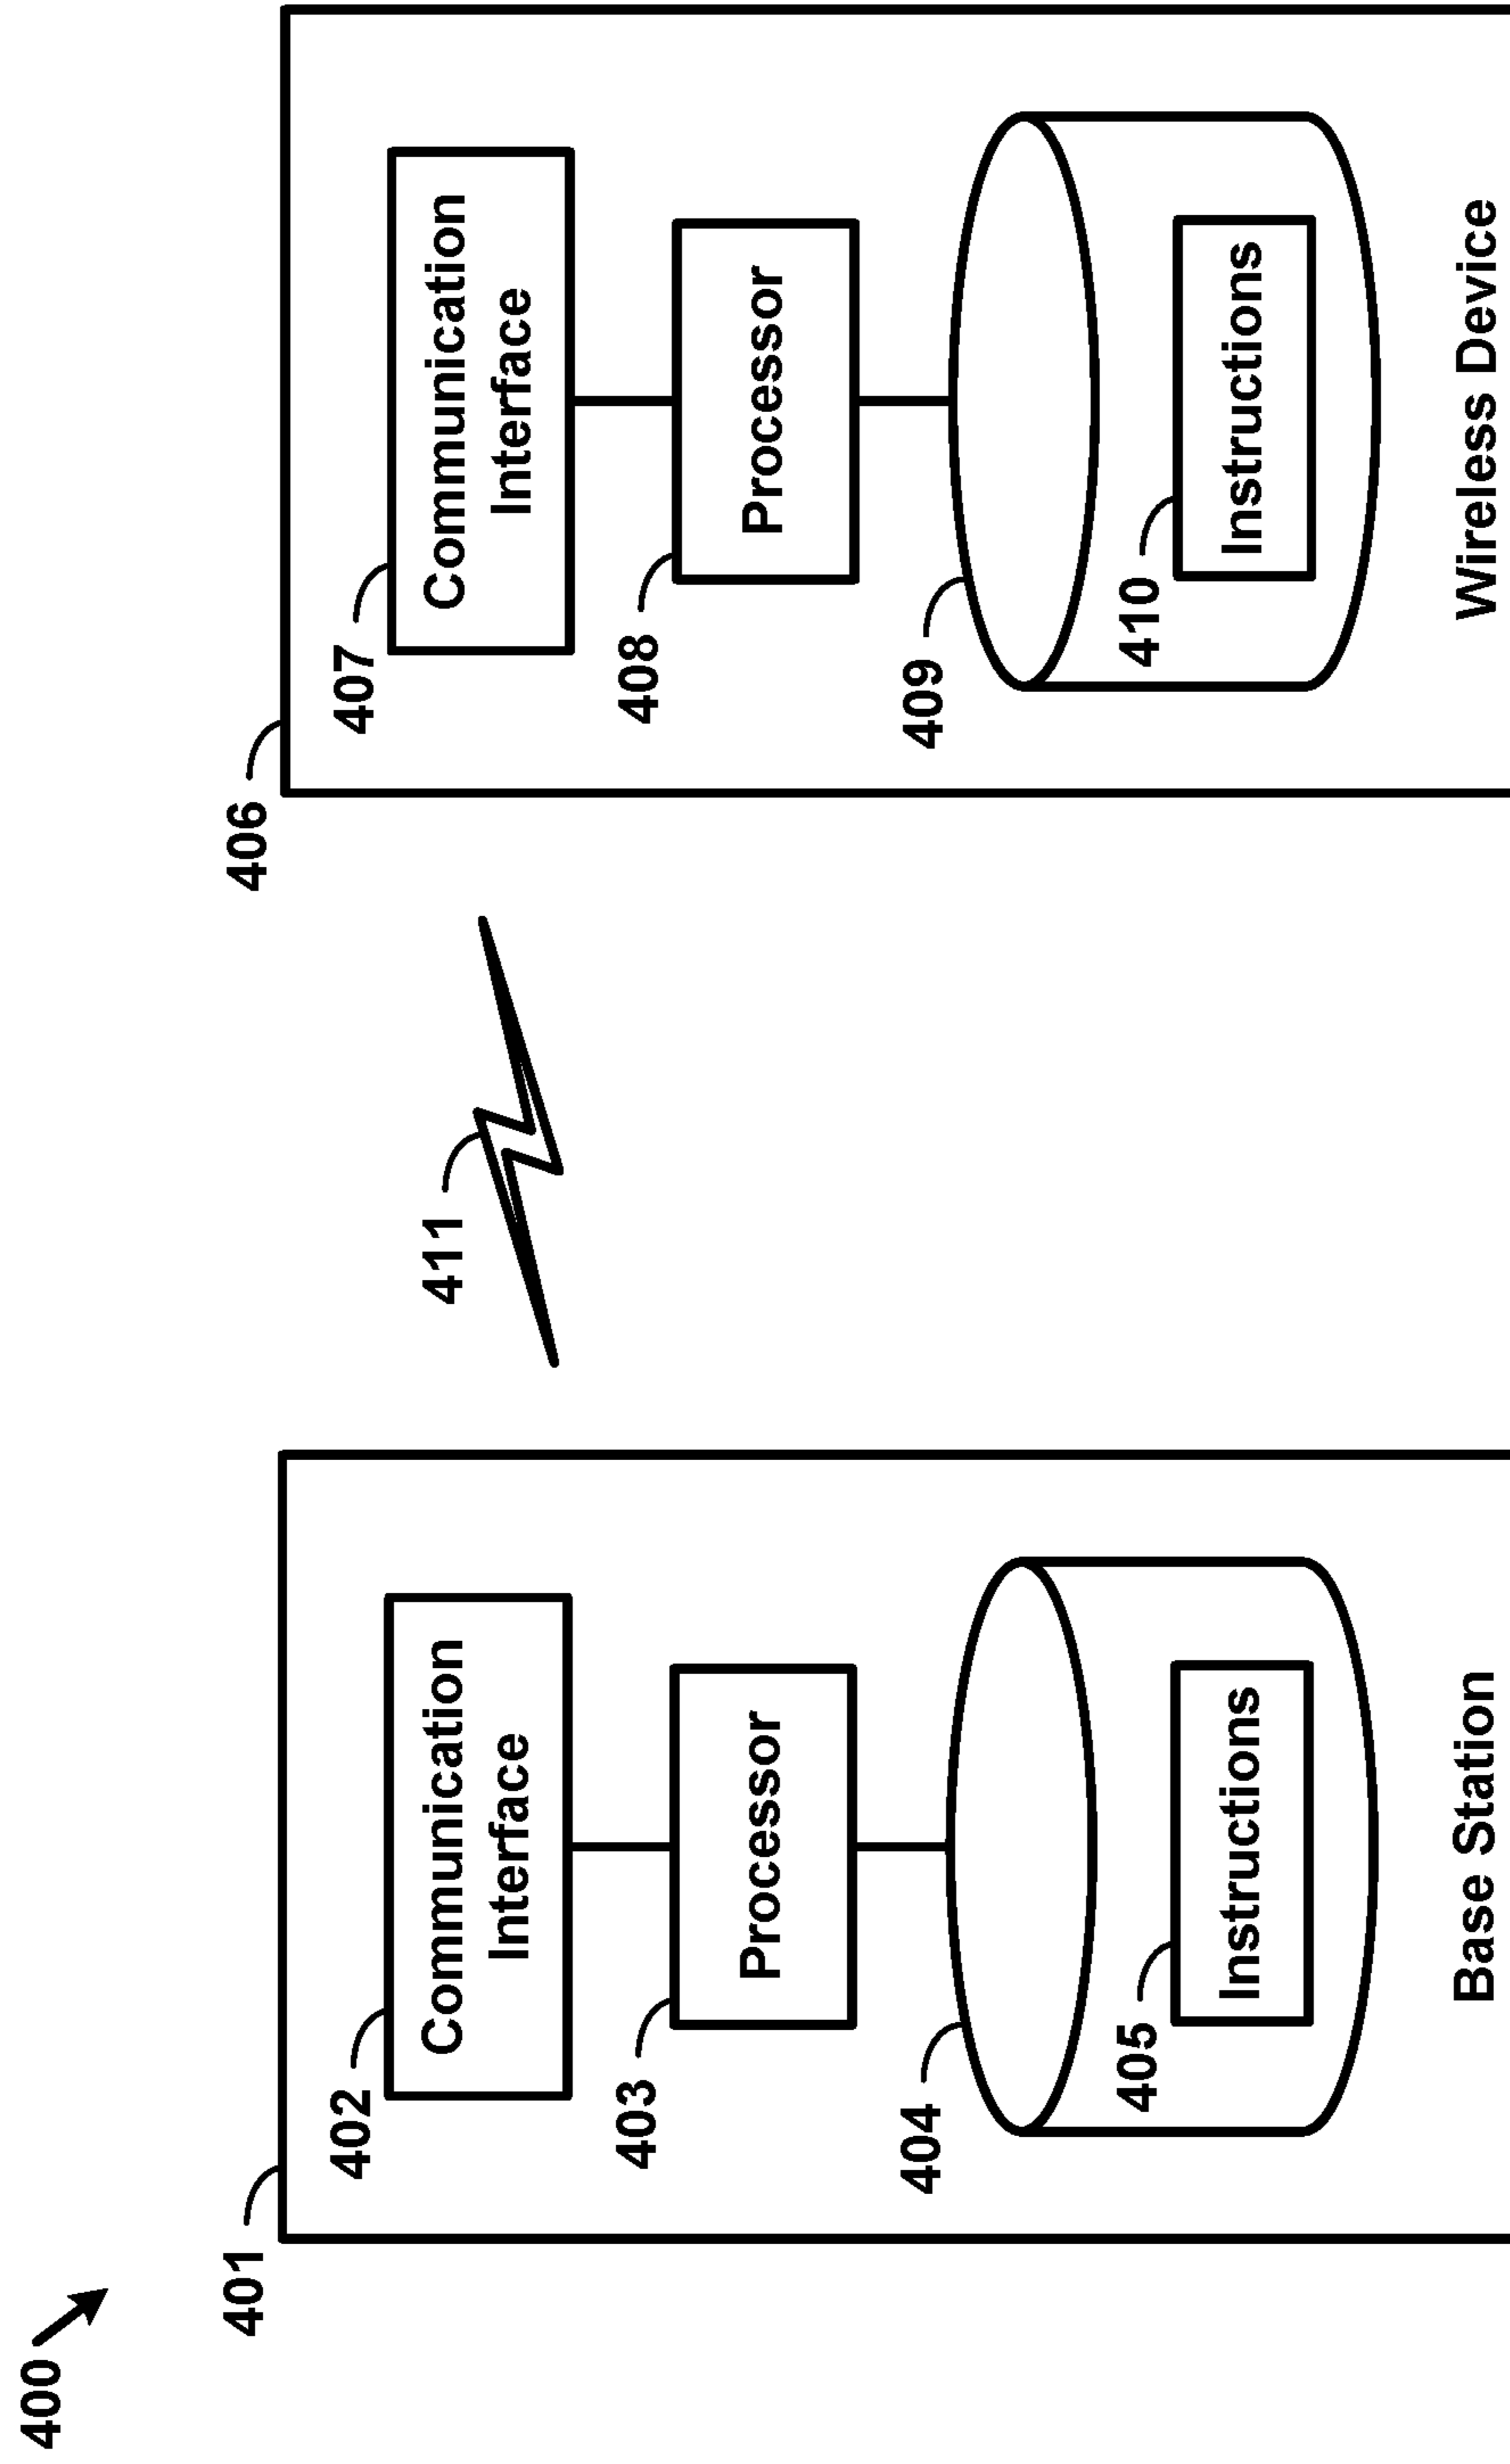 400
401
402
Communication
Interface
403
Processor
404
405
Instructions
Base Station
411
406
407
Communication
Interface
408
Processor
409
410
Instructions
Wireless Device